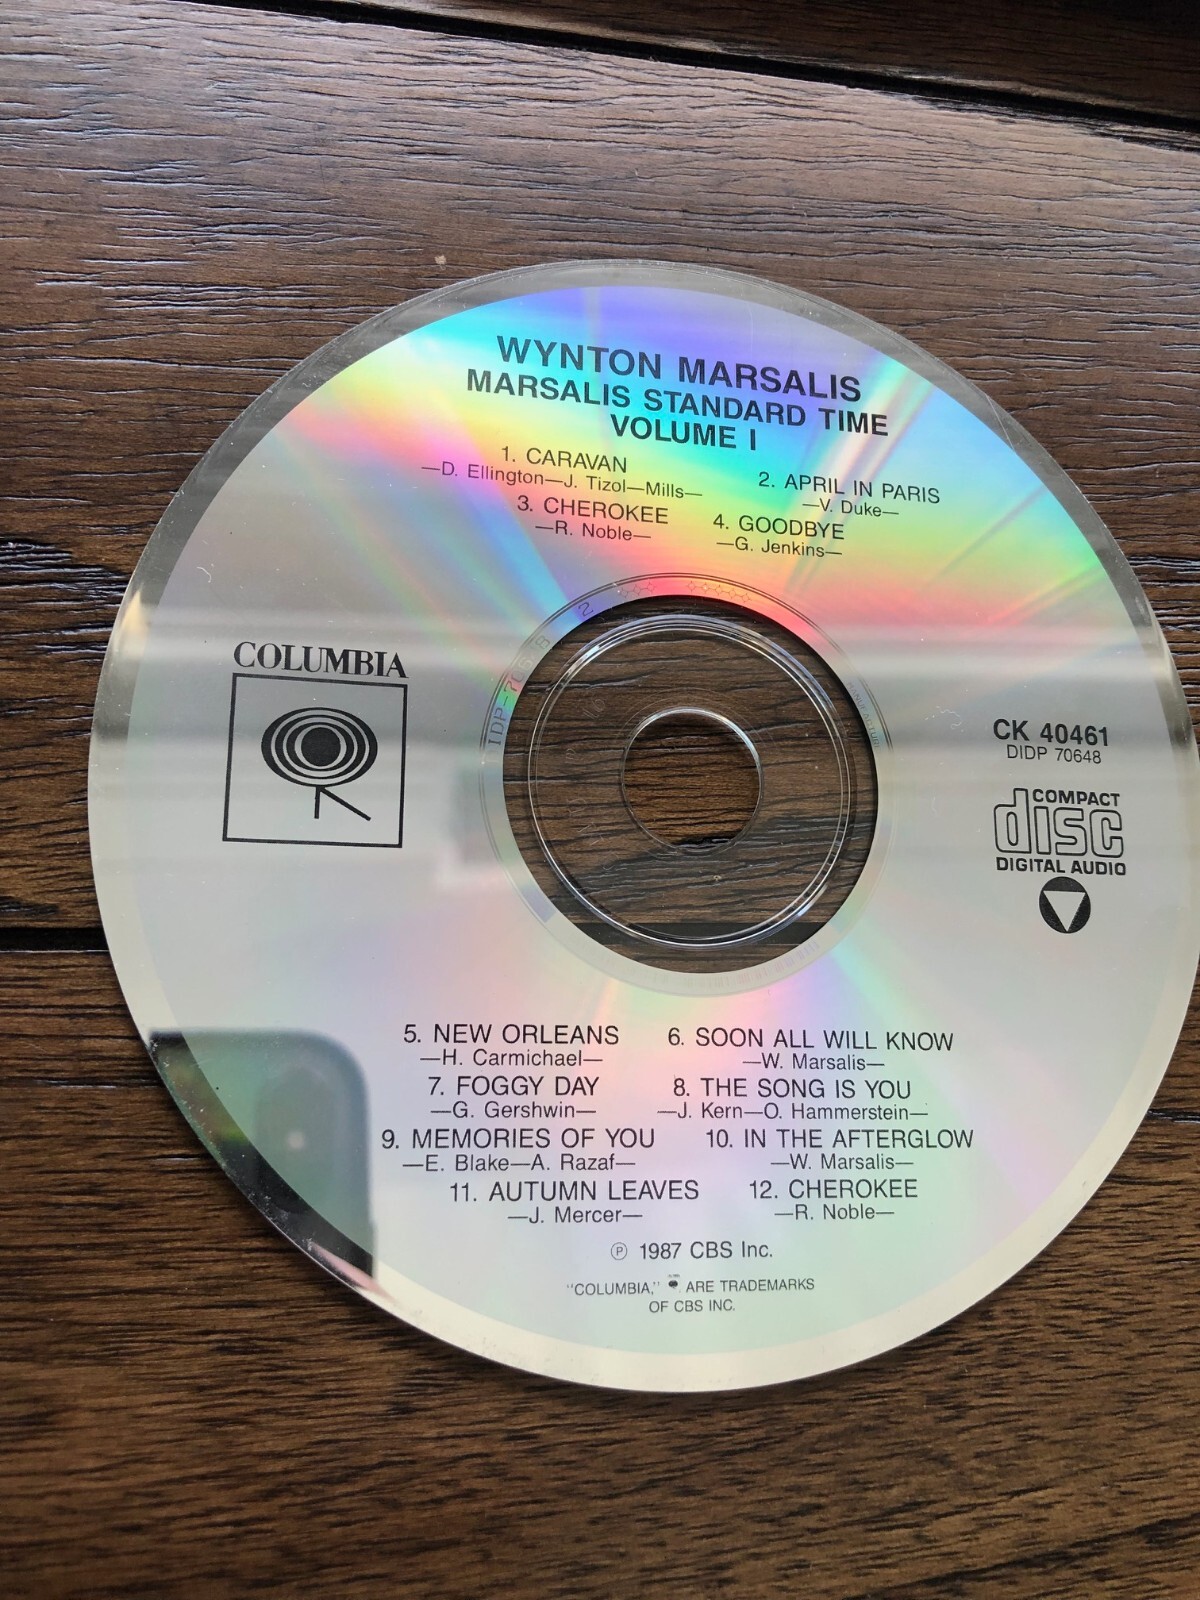 WYNTON MARSALIS
MARSALIS STANDARD TIME
VOLUME I
1. CARAVAN
—D. Ellington—J. Tizol—Mills—
2. APRIL IN PARIS
—V. Duke—
3. CHEROKEE
—R. Noble—
4. GOODBYE
—G. Jenkins—
COLUMBIA
CK 40461
DIDP 70648
COMPACT
disc
DIGITAL AUDIO
5. NEW ORLEANS
—H. Carmichael—
6. SOON ALL WILL KNOW
—W. Marsalis—
7. FOGGY DAY
—G. Gershwin—
8. THE SONG IS YOU
—J. Kern—O. Hammerstein—
9. MEMORIES OF YOU
—E. Blake—A. Razaf—
10. IN THE AFTERGLOW
—W. Marsalis—
11. AUTUMN LEAVES
—J. Mercer—
12. CHEROKEE
—R. Noble—
℗ 1987 CBS Inc.
"COLUMBIA," ARE TRADEMARKS
OF CBS INC.